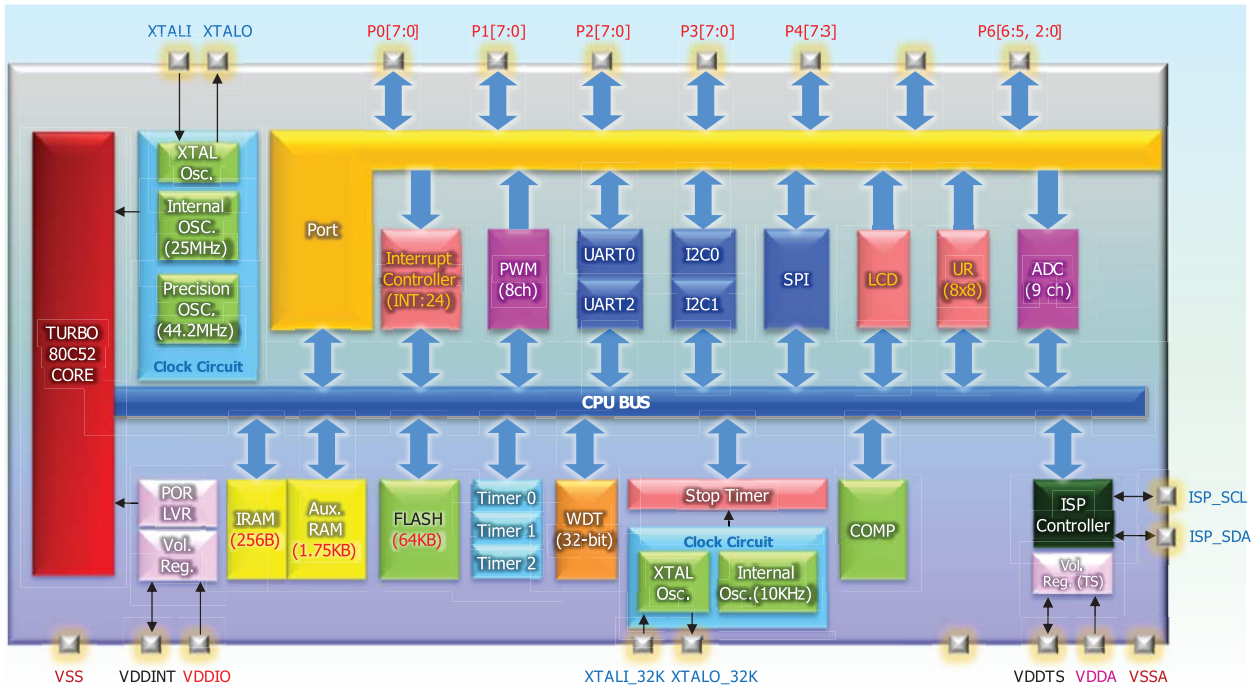 XTALI XTALO P0[7:0] P1[7:0] P2[7:0] P3[7:0] P4[7:3] P6[6:5, 2:0]
XTAL
Osc.
Internal
OSC.
(25MHz)
Precision
OSC.
(44.2MHz)
Clock Circuit
TURBO
80C52
CORE
Port
Interrupt
Controller
(INT:24)
PWM
(8ch)
UART0
UART2
I2C0
I2C1
SPI
LCD
UR
(8x8)
ADC
(9 ch)
CPU BUS
POR
LVR
Vol.
Reg.
IRAM
(256B)
Aux.
RAM
(1.75KB)
FLASH
(64KB)
Timer 0
Timer 1
Timer 2
WDT
(32-bit)
Stop Timer
Clock Circuit
XTAL
Osc.
Internal
Osc.(10KHz)
COMP
ISP
Controller
Vol.
Reg. (TS)
ISP_SCL
ISP_SDA
VSS VDDINT VDDIO XTALI_32K XTALO_32K VDDTS VDDA VSSA